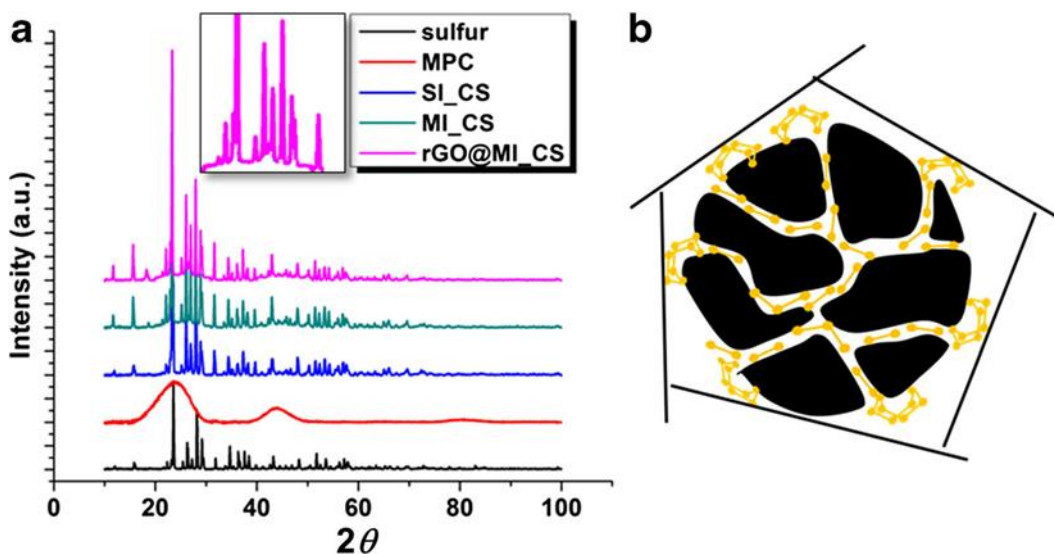 a
sulfur
MPC
SI_CS
MI_CS
rGO@MI_CS
Intensity (a.u.)
0 20 40 60 80 100
2θ
b